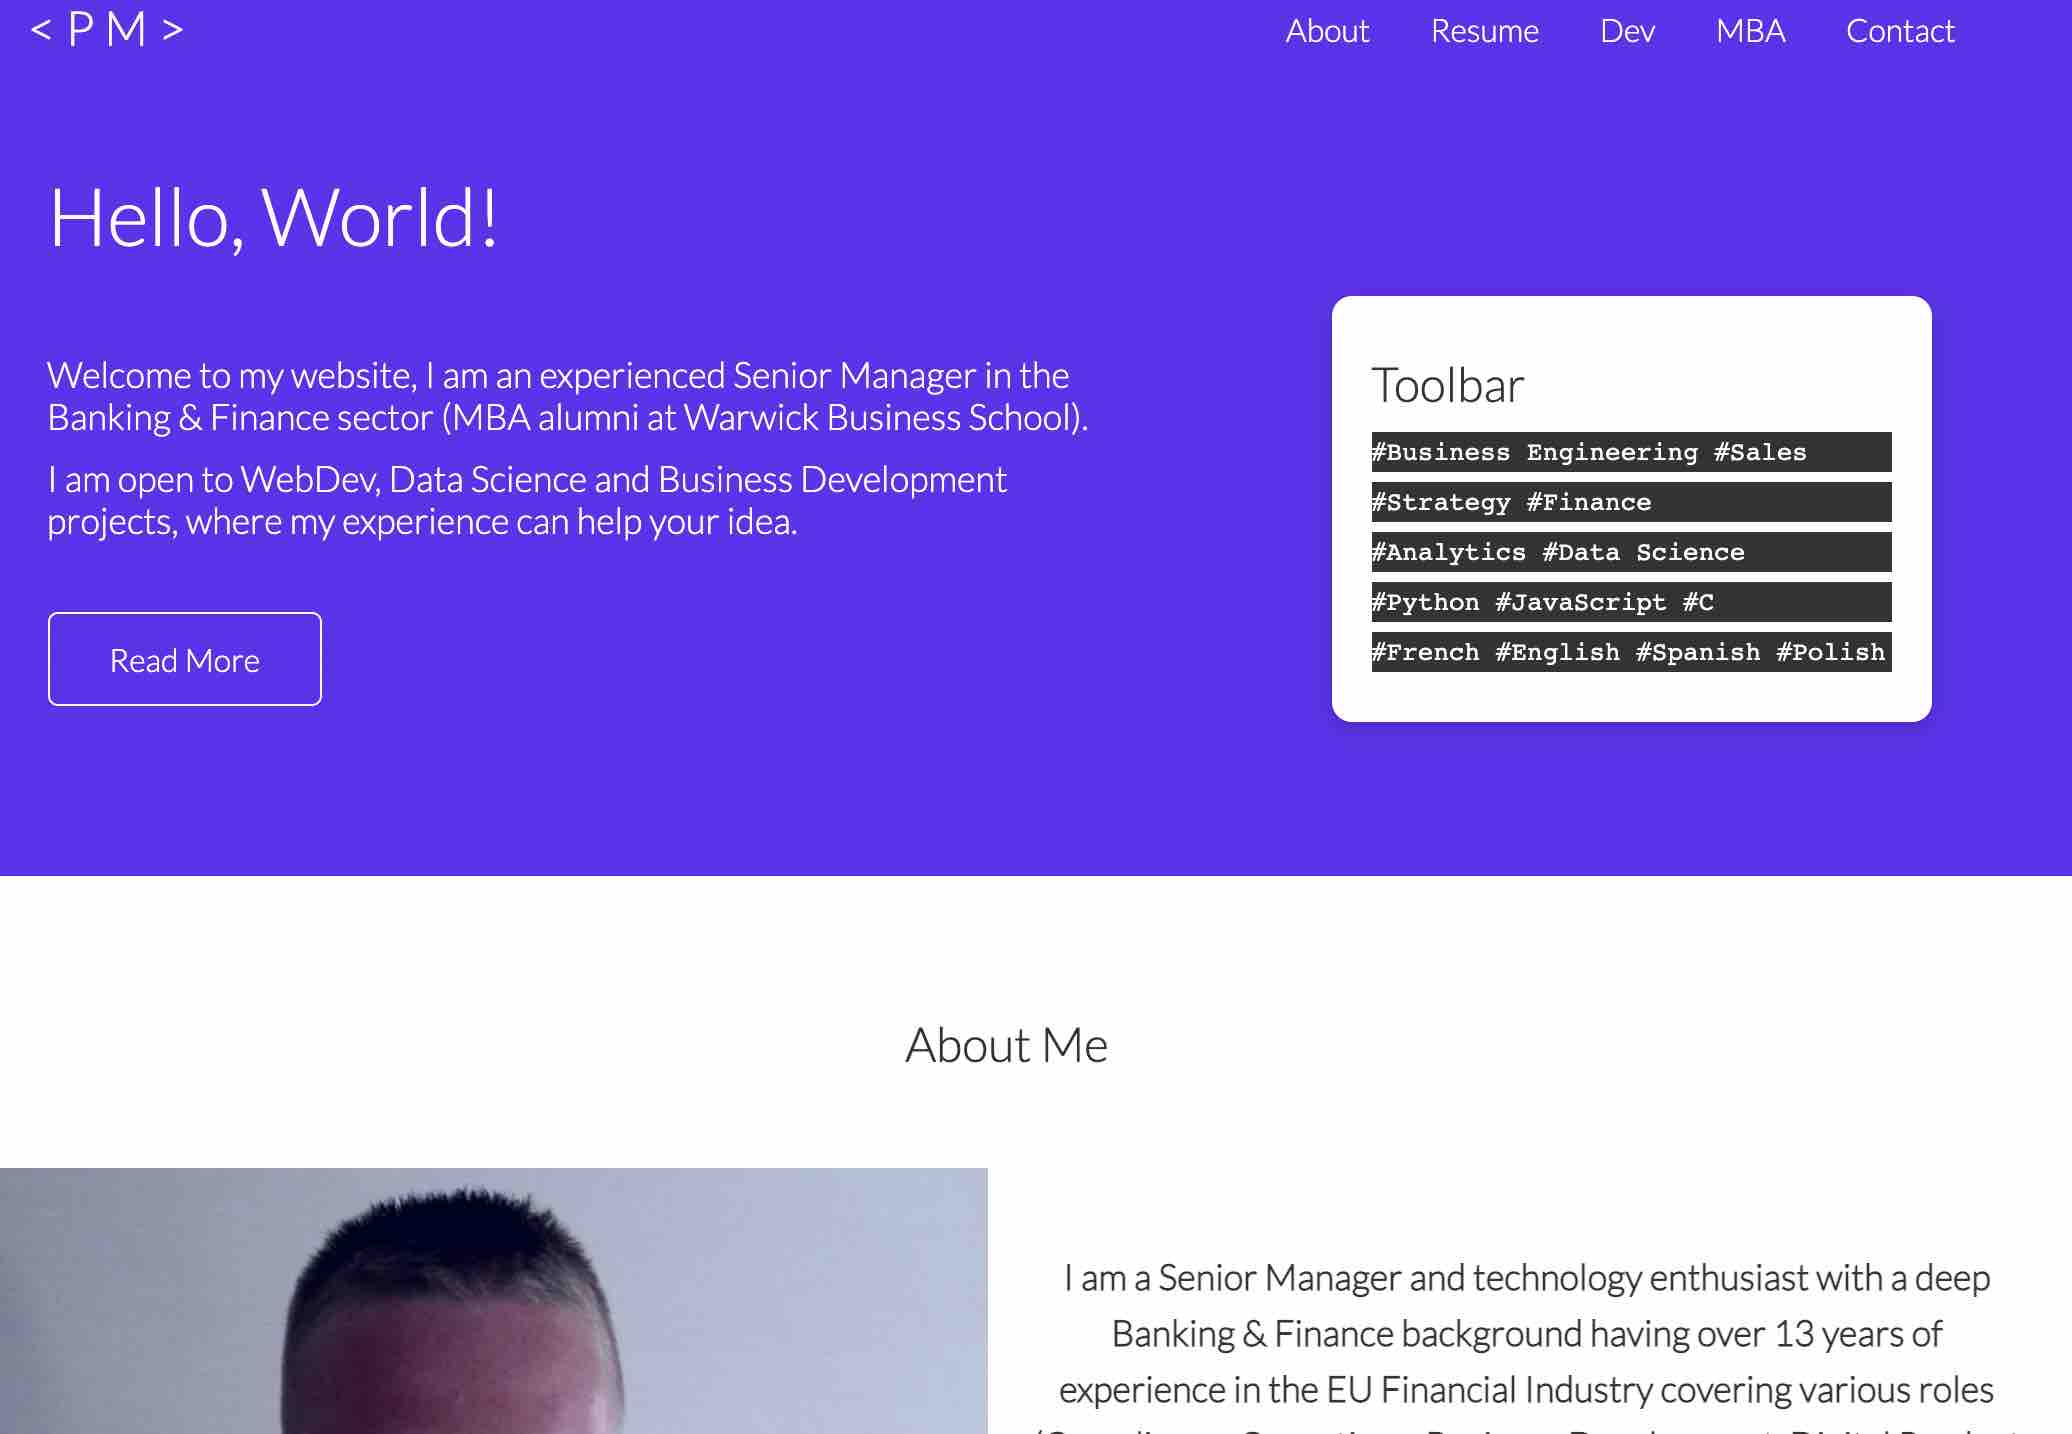 < P M >
About Resume Dev MBA Contact
Hello, World!
Welcome to my website, I am an experienced Senior Manager in the
Banking & Finance sector (MBA alumni at Warwick Business School).
I am open to WebDev, Data Science and Business Development
projects, where my experience can help your idea.
Read More
Toolbar
#Business Engineering #Sales
#Strategy #Finance
#Analytics #Data Science
#Python #JavaScript #C
#French #English #Spanish #Polish
About Me
I am a Senior Manager and technology enthusiast with a deep
Banking & Finance background having over 13 years of
experience in the EU Financial Industry covering various roles